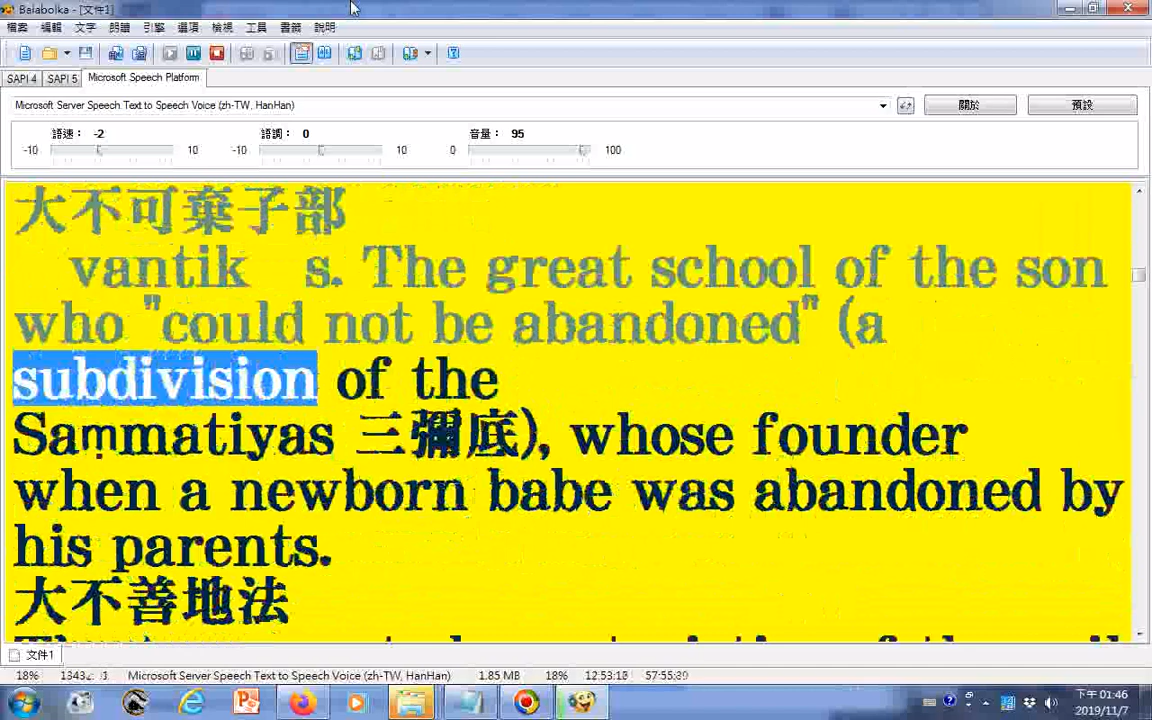 Balabolka - [文件1]
檔案 編輯 文字 朗讀 引擎 選項 檢視 工具 書籤 說明
SAPI 4 SAPI 5 Microsoft Speech Platform
Microsoft Server Speech Text to Speech Voice (zh-TW, HanHan) 關於 預設
語速： -2 語調： 0 音量： 95
-10 10 -10 10 0 100
大不可棄子部
vantik s. The great school of the son
who "could not be abandoned" (a
subdivision of the
Saṃmatiyas 三彌底), whose founder
when a newborn babe was abandoned by
his parents.
大不善地法
文件1
18% Microsoft Server Speech Text to Speech Voice (zh-TW, HanHan) 1.85 MB 18% 12:53:13 57:55:39
下午 01:46
2019/11/7